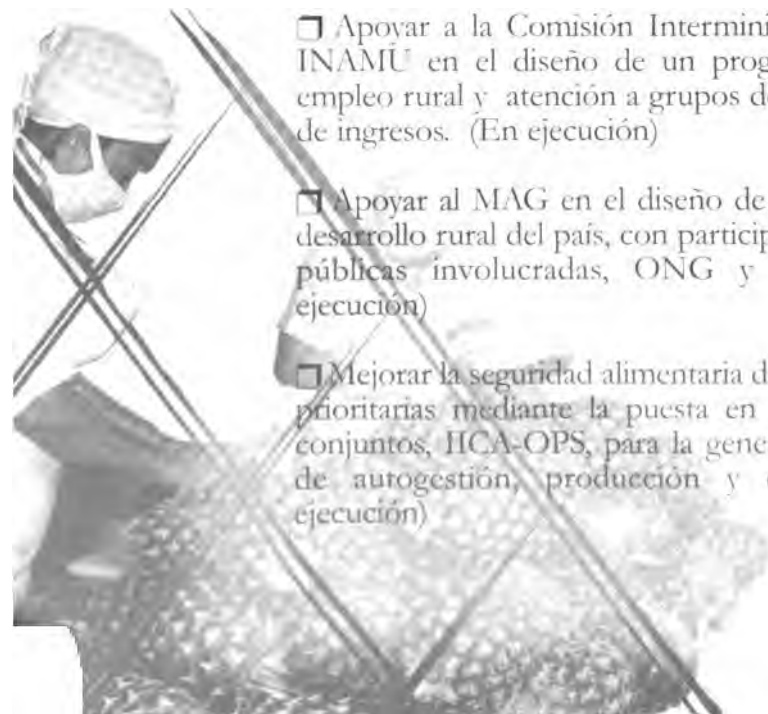 ❒ Apoyar a la Comisión Intermini
INAMU en el diseño de un prog
empleo rural y atención a grupos d
de ingresos. (En ejecución)
❒ Apoyar al MAG en el diseño de
desarrollo rural del país, con particip
públicas involucradas, ONG y
ejecución)
❒ Mejorar la seguridad alimentaria d
prioritarias mediante la puesta en
conjuntos, IICA-OPS, para la gene
de autogestión, producción y
ejecución)